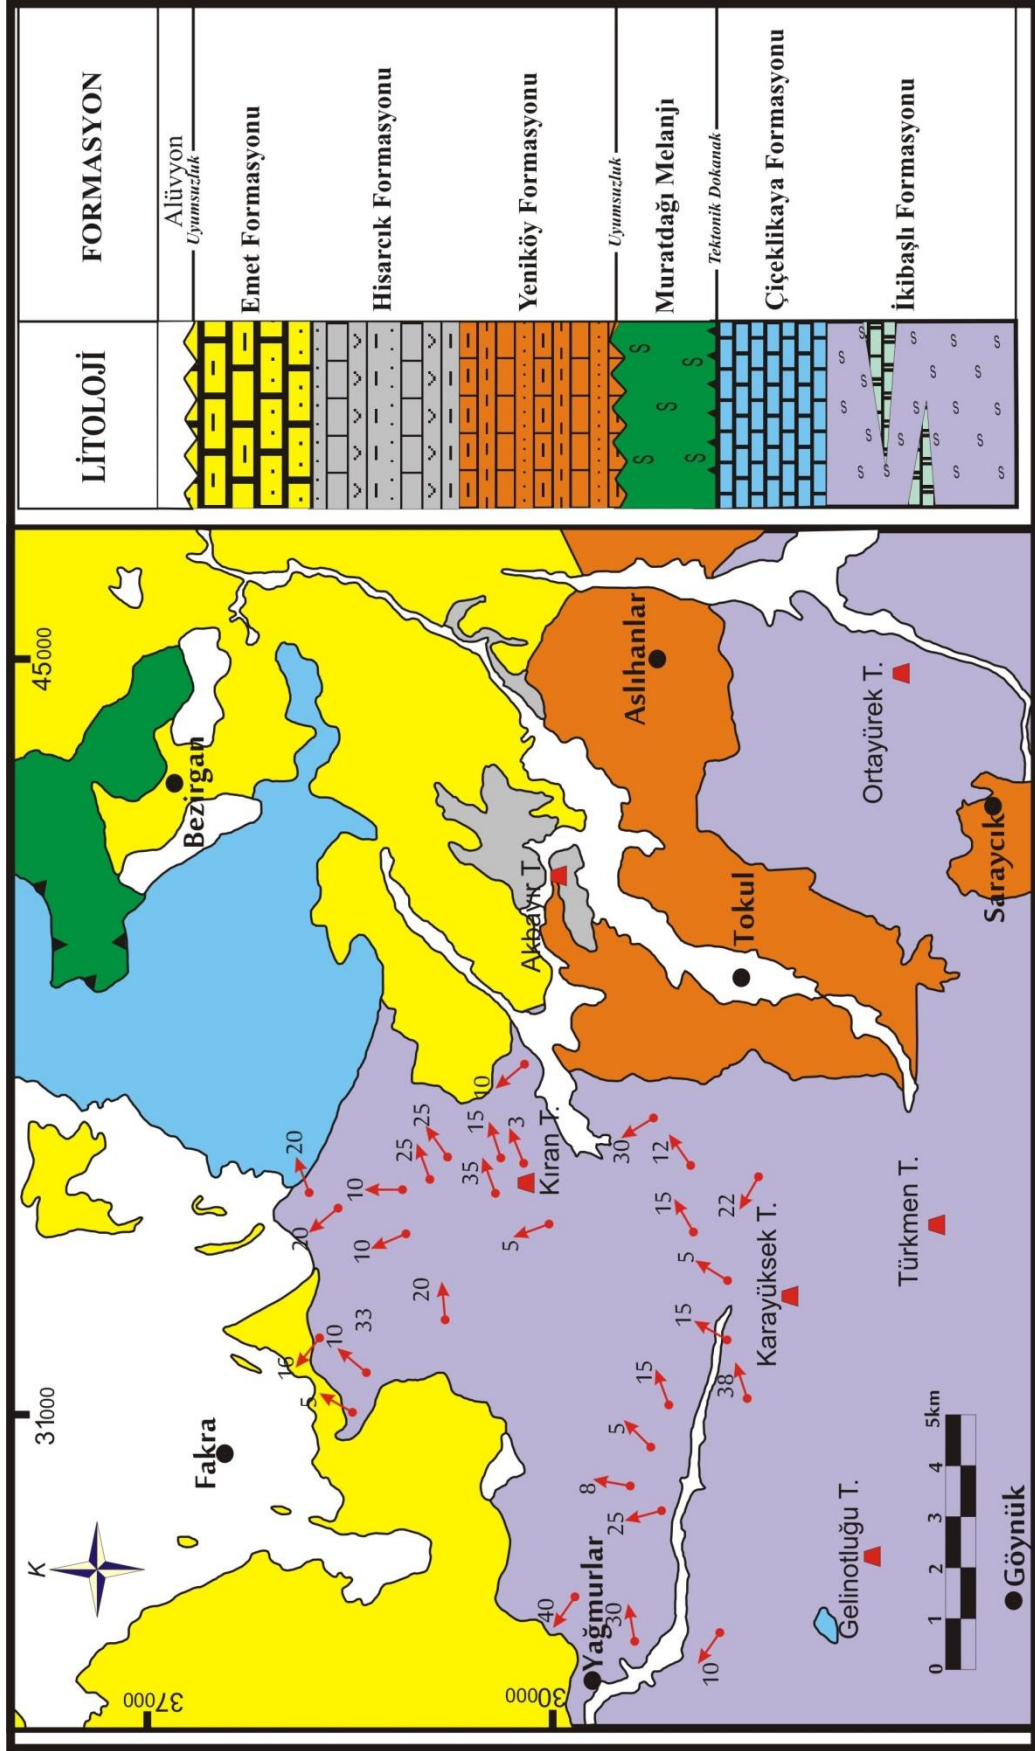 LİTOLOJİ
FORMASYON
Alüvyon
Uyumsuzluk
Emet Formasyonu
Hisarcık Formasyonu
Yeniköy Formasyonu
Uyumsuzluk
Muratdağı Melanjı
Tektonik Dokanak
Çiçeklikaya Formasyonu
İkibaşlı Formasyonu
S S S S S
s s s s s s s s s s s s s s s s s
31000
45000
37000
30000
K
Fakra
Bezirgan
Aslıhanlar
Akbayır T.
Tokul
Ortayürek T.
Saraycık
Kıran T.
Karayüksek T.
Türkmen T.
Yağmurlar
Gelinotluğu T.
Göynük
20
20
10
10
25
25
10
15
35
3
5
20
33
10
16
5
30
12
15
22
5
15
38
15
5
8
25
40
30
10
0 1 2 3 4 5km